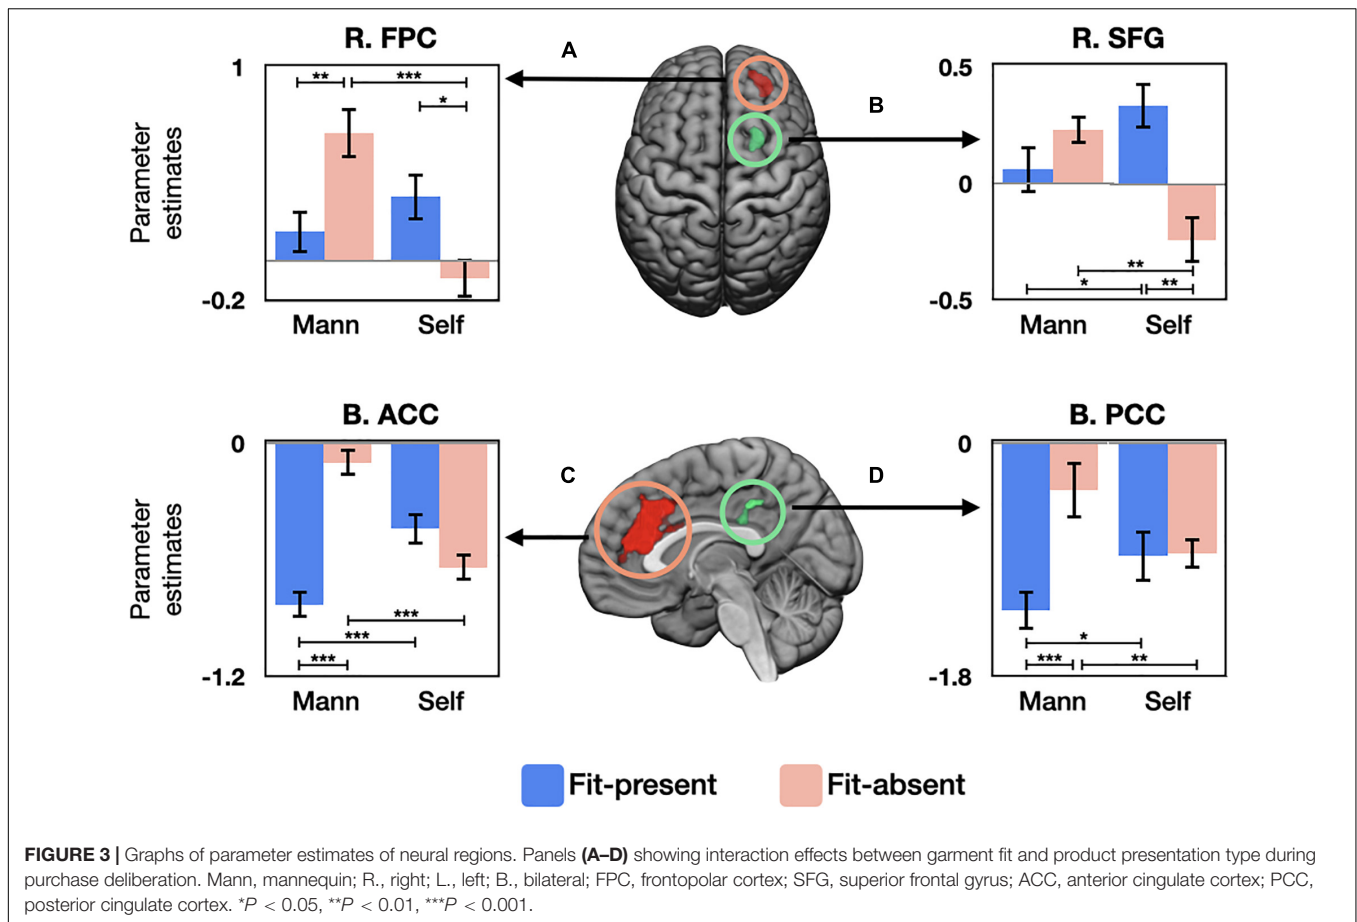 R. FPC
A
R. SFG
1
**
***
*
B
0.5
0
Parameter
estimates
-0.2
Mann
Self
**
*
**
-0.5
Mann
Self
B. ACC
B. PCC
0
C
D
0
Parameter
estimates
***
***
***
*
***
**
-1.2
Mann
Self
-1.8
Mann
Self
Fit-present
Fit-absent
FIGURE 3 | Graphs of parameter estimates of neural regions. Panels (A–D) showing interaction effects between garment fit and product presentation type during
purchase deliberation. Mann, mannequin; R., right; L., left; B., bilateral; FPC, frontopolar cortex; SFG, superior frontal gyrus; ACC, anterior cingulate cortex; PCC,
posterior cingulate cortex. *P < 0.05, **P < 0.01, ***P < 0.001.